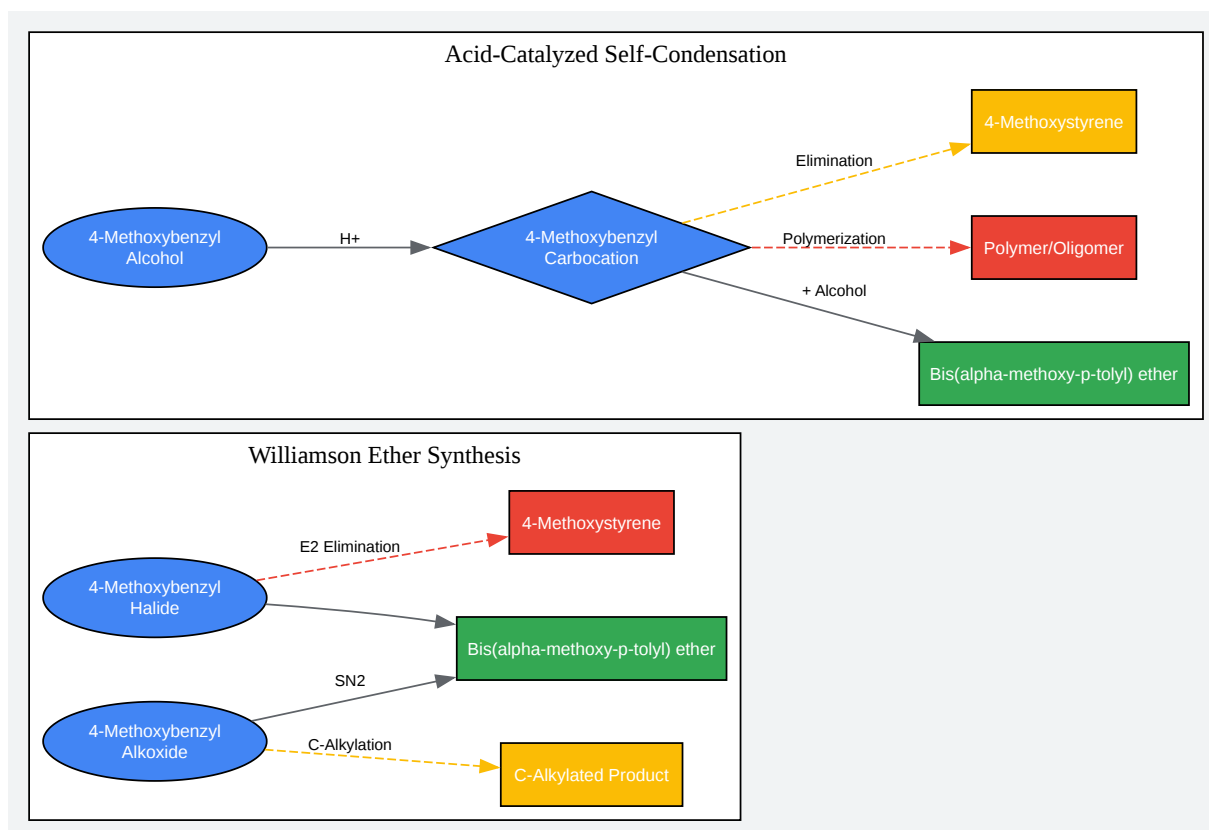 Acid-Catalyzed Self-Condensation
4-Methoxystyrene
Elimination
4-Methoxybenzyl
Alcohol
H+
4-Methoxybenzyl
Carbocation
Polymerization
Polymer/Oligomer
+ Alcohol
Bis(alpha-methoxy-p-tolyl) ether
Williamson Ether Synthesis
4-Methoxystyrene
E2 Elimination
4-Methoxybenzyl
Halide
Bis(alpha-methoxy-p-tolyl) ether
SN2
4-Methoxybenzyl
Alkoxide
C-Alkylation
C-Alkylated Product